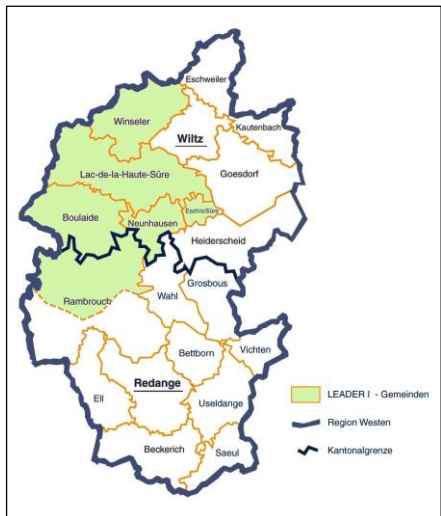 Eschweiler
Winseler
Wiltz
Kautenbach
Lac-de-la-Haute-Sûre
Goesdorf
Boulaide
Neunhausen
Esch/s/Sûre
Heiderscheid
Rambrouch
Wahl
Grosbous
Bettborn
Vichten
Redange
Ell
Useldange
Beckerich
Saeul
LEADER I - Gemeinden
Region Westen
Kantonalgrenze